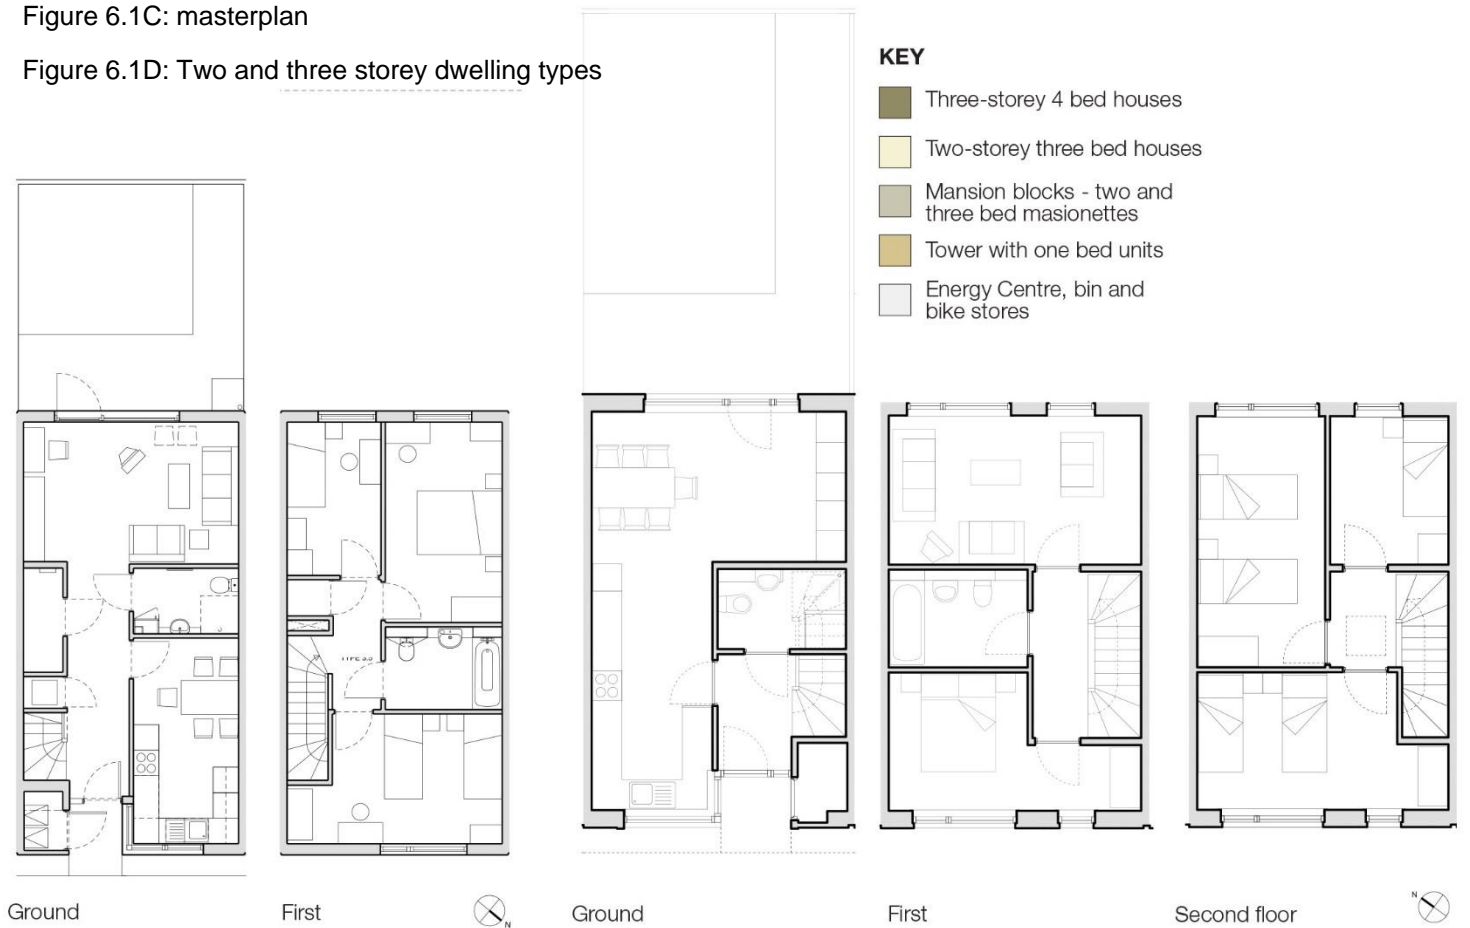 Figure 6.1C: masterplan
Figure 6.1D: Two and three storey dwelling types
KEY
Three-storey 4 bed houses
Two-storey three bed houses
Mansion blocks - two and
three bed masionettes
Tower with one bed units
Energy Centre, bin and
bike stores
Ground
First
N
Ground
First
Second floor
N